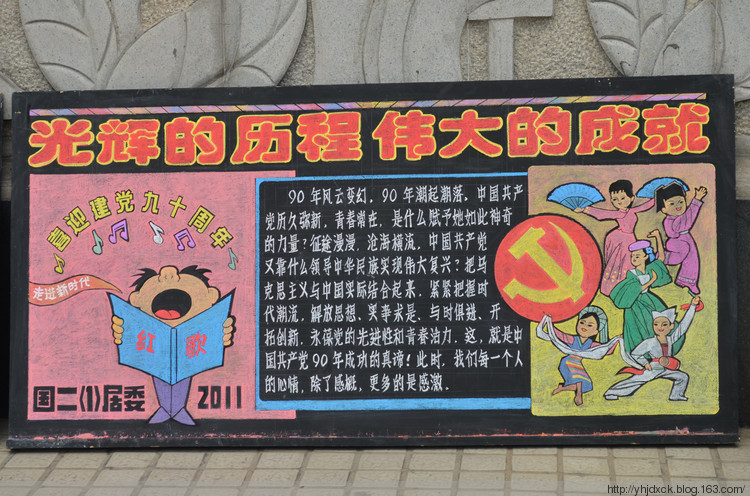 光辉的历程 伟大的成就
喜迎建党九十周年
走进新时代
红歌
国二(1)居委 2011
90年风云变幻，90年潮起潮落，中国共产
党历久弥新，青春常在，是什么赋予她如此神奇
的力量？征途漫漫，沧海横流，中国共产党
又靠什么领导中华民族实现伟大复兴？把马
克思主义与中国实际结合起来，紧紧把握时
代潮流，解放思想、实事求是、与时俱进、开
拓创新，永葆党的先进性和青春活力，这，就是中
国共产党90年成功的真谛！此时，我们每一个人
的心情，除了感慨，更多的是感激。
http://yhjdxck.blog.163.com/